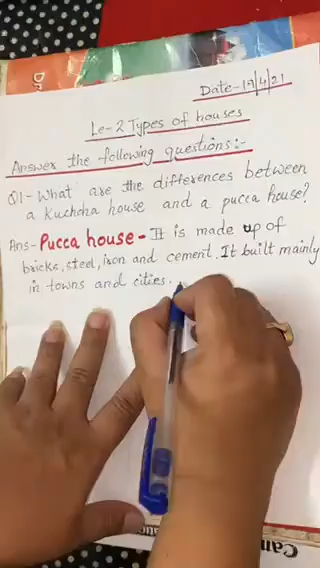 Date-19/4/21
Le-2 Types of houses
Answer the following questions:-
Q1- What are the differences between
a Kuchcha house and a pucca house?
Ans- Pucca house - It is made up of
bricks, steel, iron and cement. It built mainly
in towns and cities.